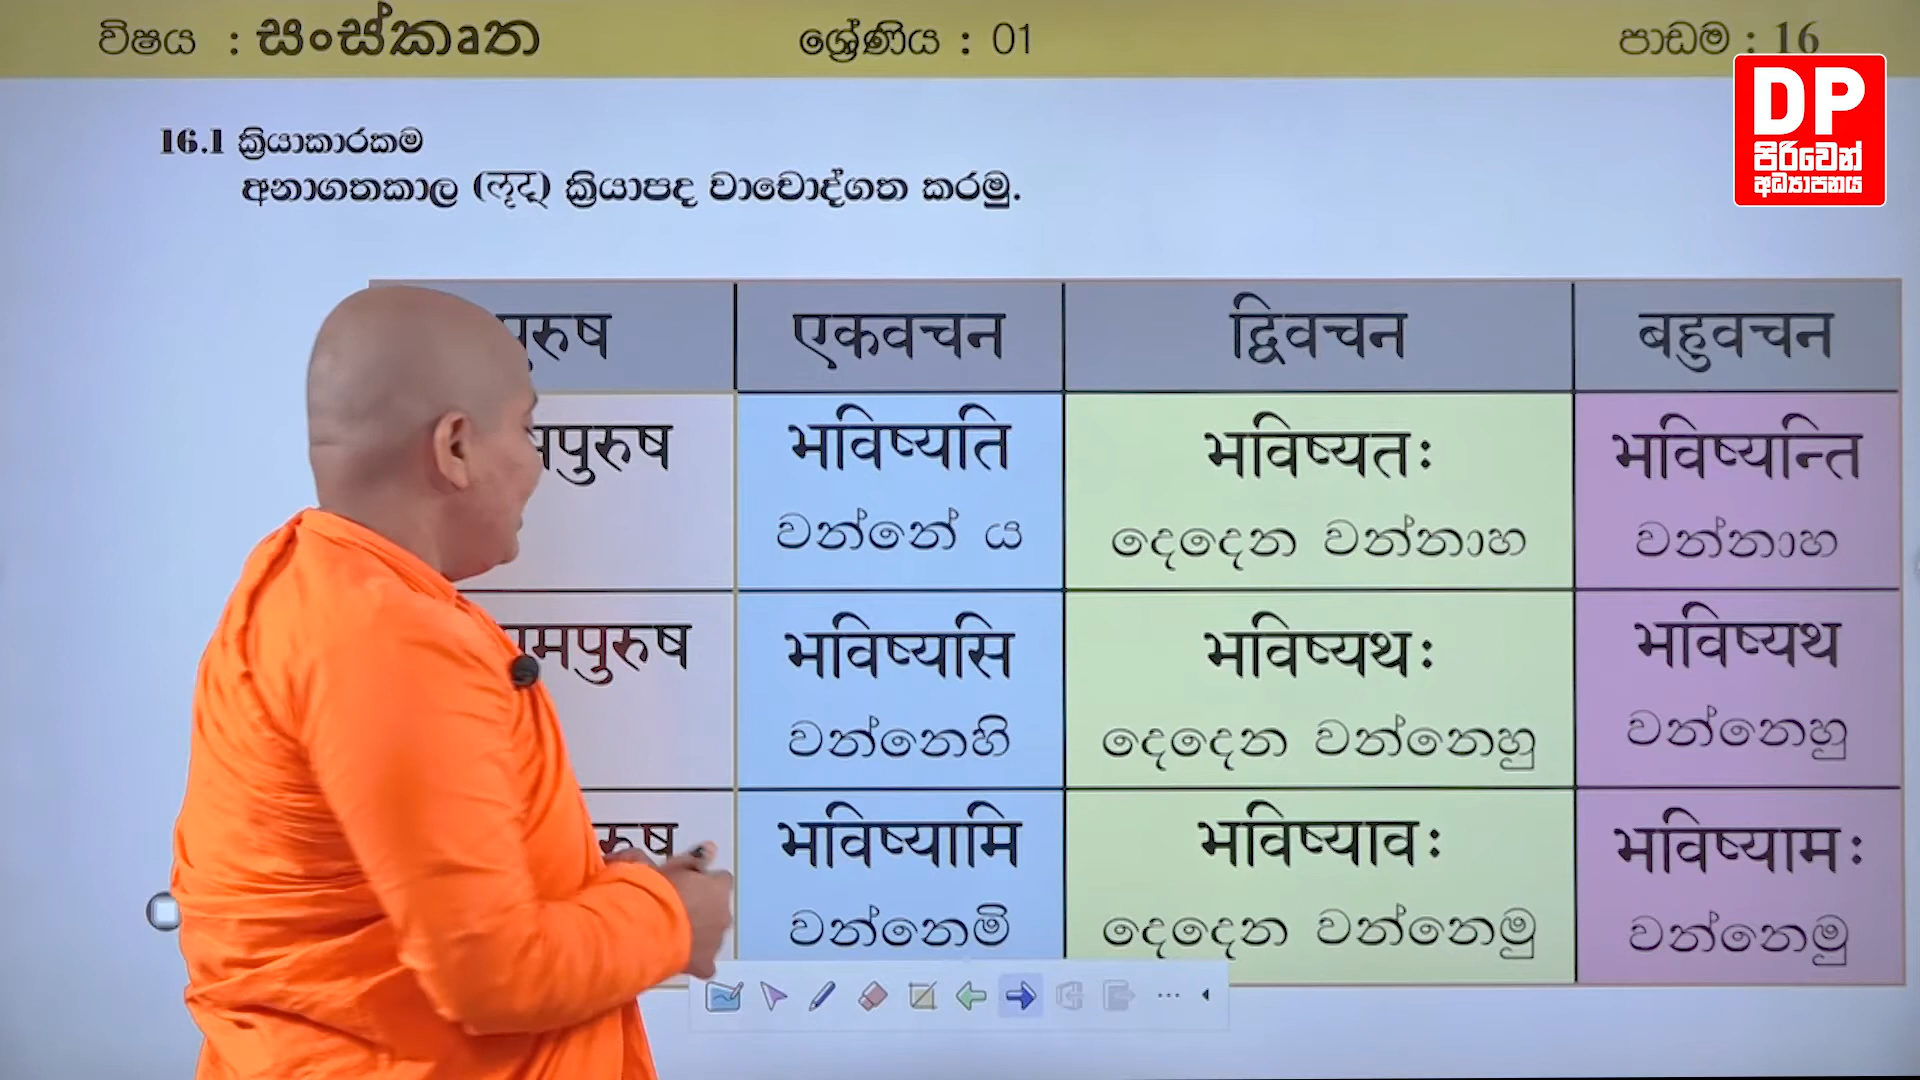 විෂය : සංස්කෘත ශ්‍රේණිය : 01 පාඩම : 16
DP
පිරිවෙන්
අධ්‍යාපනය
16.1 ක්‍රියාකාරකම
අනාගතකාල (லृट्) ක්‍රියාපද වාචොද්ගත කරමු.
एकवचन द्विवचन बहुवचन
भविष्यति भविष्यतः भविष्यन्ति
වන්නේ ය දෙදෙන වන්නාහ වන්නාහ
भविष्यसि भविष्यथः भविष्यथ
වන්නෙහි දෙදෙන වන්නෙහු වන්නෙහු
भविष्यामि भविष्यावः भविष्यामः
වන්නෙමි දෙදෙන වන්නෙමු වන්නෙමු